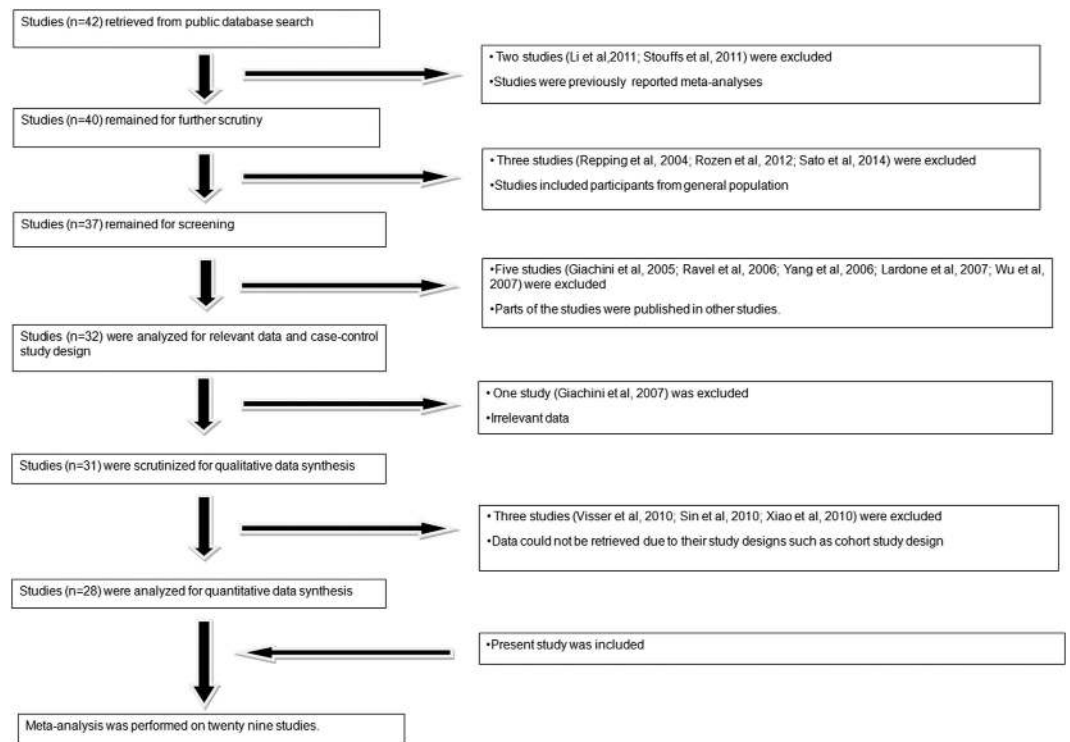 Studies (n=42) retrieved from public database search
• Two studies (Li et al,2011; Stouffs et al, 2011) were excluded
•Studies were previously reported meta-analyses
Studies (n=40) remained for further scrutiny
• Three studies (Repping et al, 2004; Rozen et al, 2012; Sato et al, 2014) were excluded
•Studies included participants from general population
Studies (n=37) remained for screening
•Five studies (Giachini et al, 2005; Ravel et al, 2006; Yang et al, 2006; Lardone et al, 2007; Wu et al,
2007) were excluded
•Parts of the studies were published in other studies.
Studies (n=32) were analyzed for relevant data and case-control
study design
• One study (Giachini et al, 2007) was excluded
•Irrelevant data
Studies (n=31) were scrutinized for qualitative data synthesis
• Three studies (Visser et al, 2010; Sin et al, 2010; Xiao et al, 2010) were excluded
•Data could not be retrieved due to their study designs such as cohort study design
Studies (n=28) were analyzed for quantitative data synthesis
•Present study was included
Meta-analysis was performed on twenty nine studies.